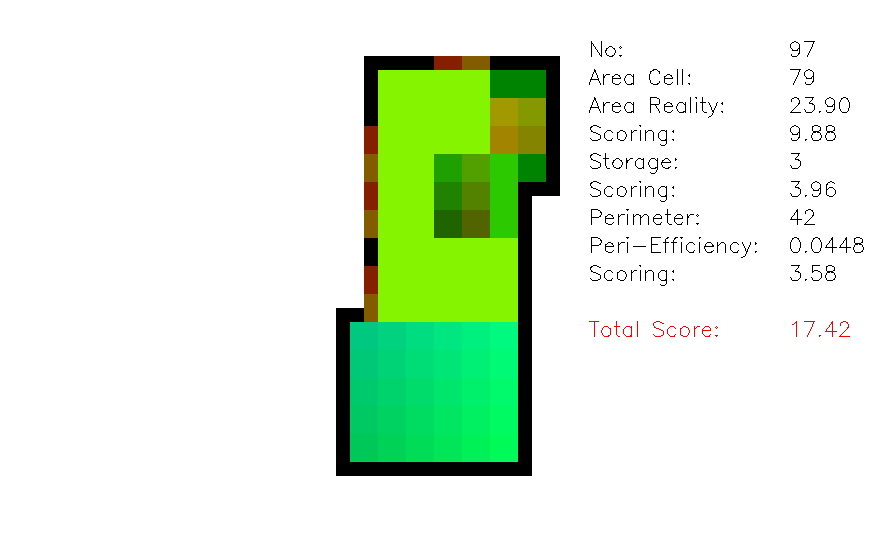 No: 97
Area Cell: 79
Area Reality: 23.90
Scoring: 9.88
Storage: 3
Scoring: 3.96
Perimeter: 42
Peri-Efficiency: 0.0448
Scoring: 3.58
Total Score: 17.42